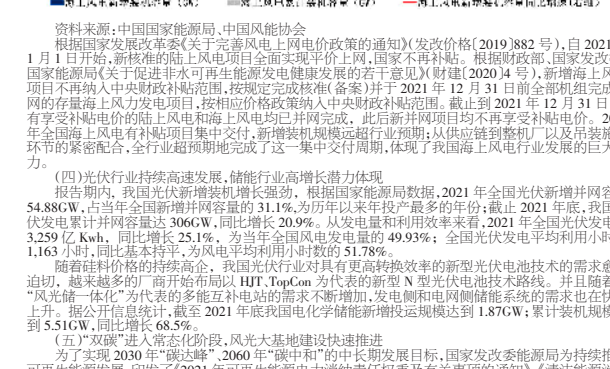 资料来源:中国国家能源局、中国风能协会
根据国家发展改革委《关于完善风电上网电价政策的通知》(发改价格[2019]882 号),自 2021
1 月 1 日开始,新核准的陆上风电项目全面实现平价上网,国家不再补贴。根据财政部、国家发改
国家能源局《关于促进非水可再生能源发电健康发展的若干意见》(财建[2020]4 号),新增海上风
项目不再纳入中央财政补贴范围,按规定完成核准(备案)并于 2021 年 12 月 31 日前全部机组完成
网的存量海上风力发电项目,按相应价格政策纳入中央财政补贴范围。截止到 2021 年 12 月 31 日
有享受补贴电价的陆上风电和海上风电均已并网完成，此后新并网项目均不再享受补贴电价。20
年全国海上风电有补贴项目集中交付,新增装机规模远超行业预期;从供应链到整机厂以及吊装施
环节的紧密配合,全行业超预期地完成了这一集中交付周期,体现了我国海上风电行业发展的巨大
力。
(四)光伏行业持续高速发展,储能行业高增长潜力体现
报告期内，我国光伏新增装机增长强劲，根据国家能源局数据,2021 年全国光伏新增并网容
54.88GW,占当年全国新增并网容量的 31.1%,为历年以来年投产最多的年份;截止 2021 年底,我国
伏发电累计并网容量达 306GW,同比增长 20.9%。从发电量和利用效率来看,2021 年全国光伏发电
3,259 亿 Kwh，同比增长 25.1%，为当年全国风电发电量的 49.93%；全国光伏发电平均利用小时
1,163 小时,同比基本持平,为风电平均利用小时数的 51.78%。
随着硅料价格的持续高企，我国光伏行业对具有更高转换效率的新型光伏电池技术的需求愈
迫切，越来越多的厂商开始布局以 HJT、TopCon 为代表的新型 N 型光伏电池技术路线。并且随着
“风光储一体化”为代表的多能互补电站的需求不断增加,发电侧和电网侧储能系统的需求也在快
上升。据公开信息统计,截至 2021 年底我国电化学储能新增投运规模达到 1.87GW;累计装机规模
到 5.51GW,同比增长 68.5%。
(五)“双碳”进入常态化阶段,风光大基地建设快速推进
为了实现 2030 年“碳达峰”、2060 年“碳中和”的中长期发展目标,国家发改委能源局为持续推